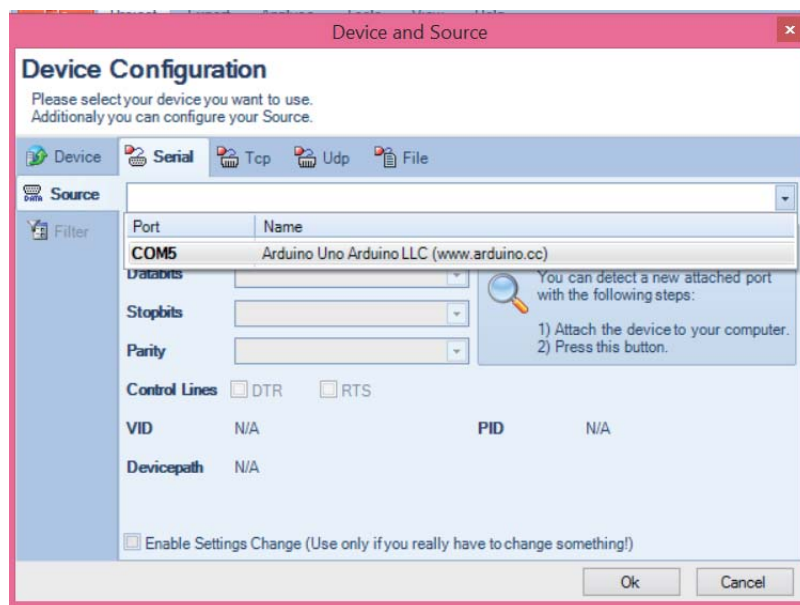 Device and Source
Device Configuration
Please select your device you want to use.
Additionaly you can configure your Source.
Device
Serial
Tcp
Udp
File
Source
Filter
Port Name
COM5 Arduino Uno Arduino LLC (www.arduino.cc)
Databits
Stopbits
Parity
You can detect a new attached port
with the following steps:
1) Attach the device to your computer.
2) Press this button.
Control Lines DTR RTS
VID N/A PID N/A
Devicepath N/A
Enable Settings Change (Use only if you really have to change something!)
Ok Cancel